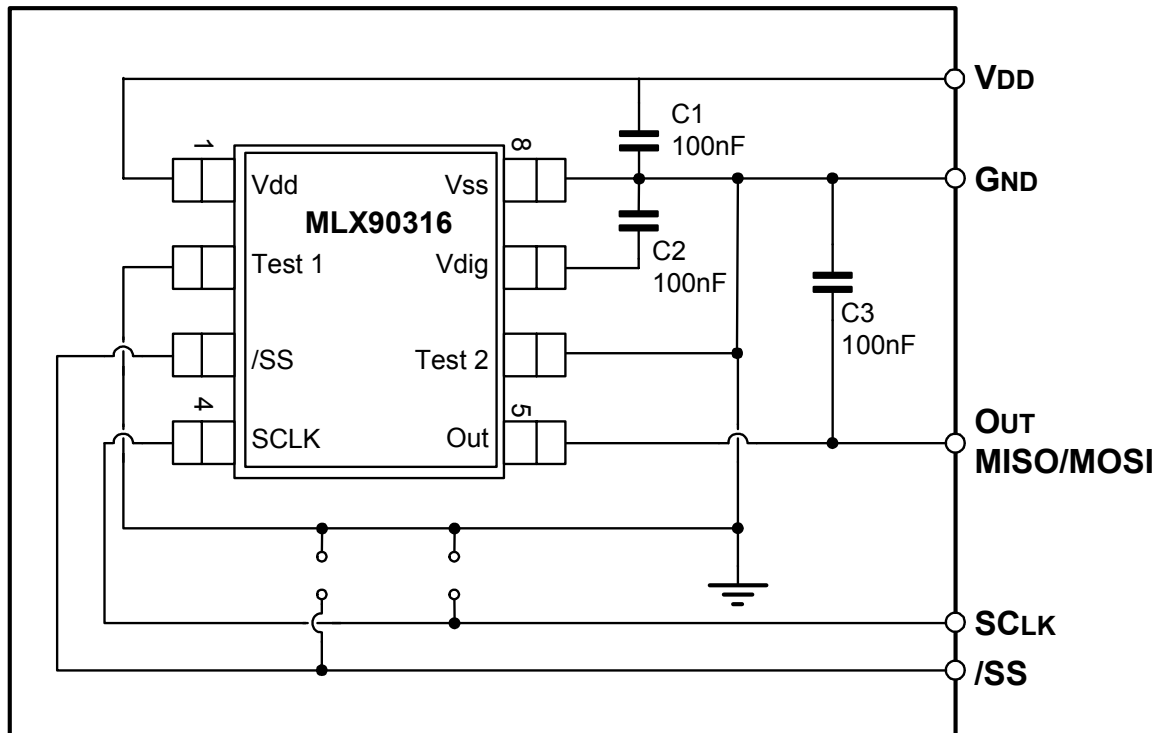 VDD
C1
100nF
1
8
Vdd
Vss
GND
MLX90316
Test 1
Vdig
C2
100nF
C3
100nF
/SS
Test 2
4
5
SCLK
Out
OUT
MISO/MOSI
SCLK
/SS